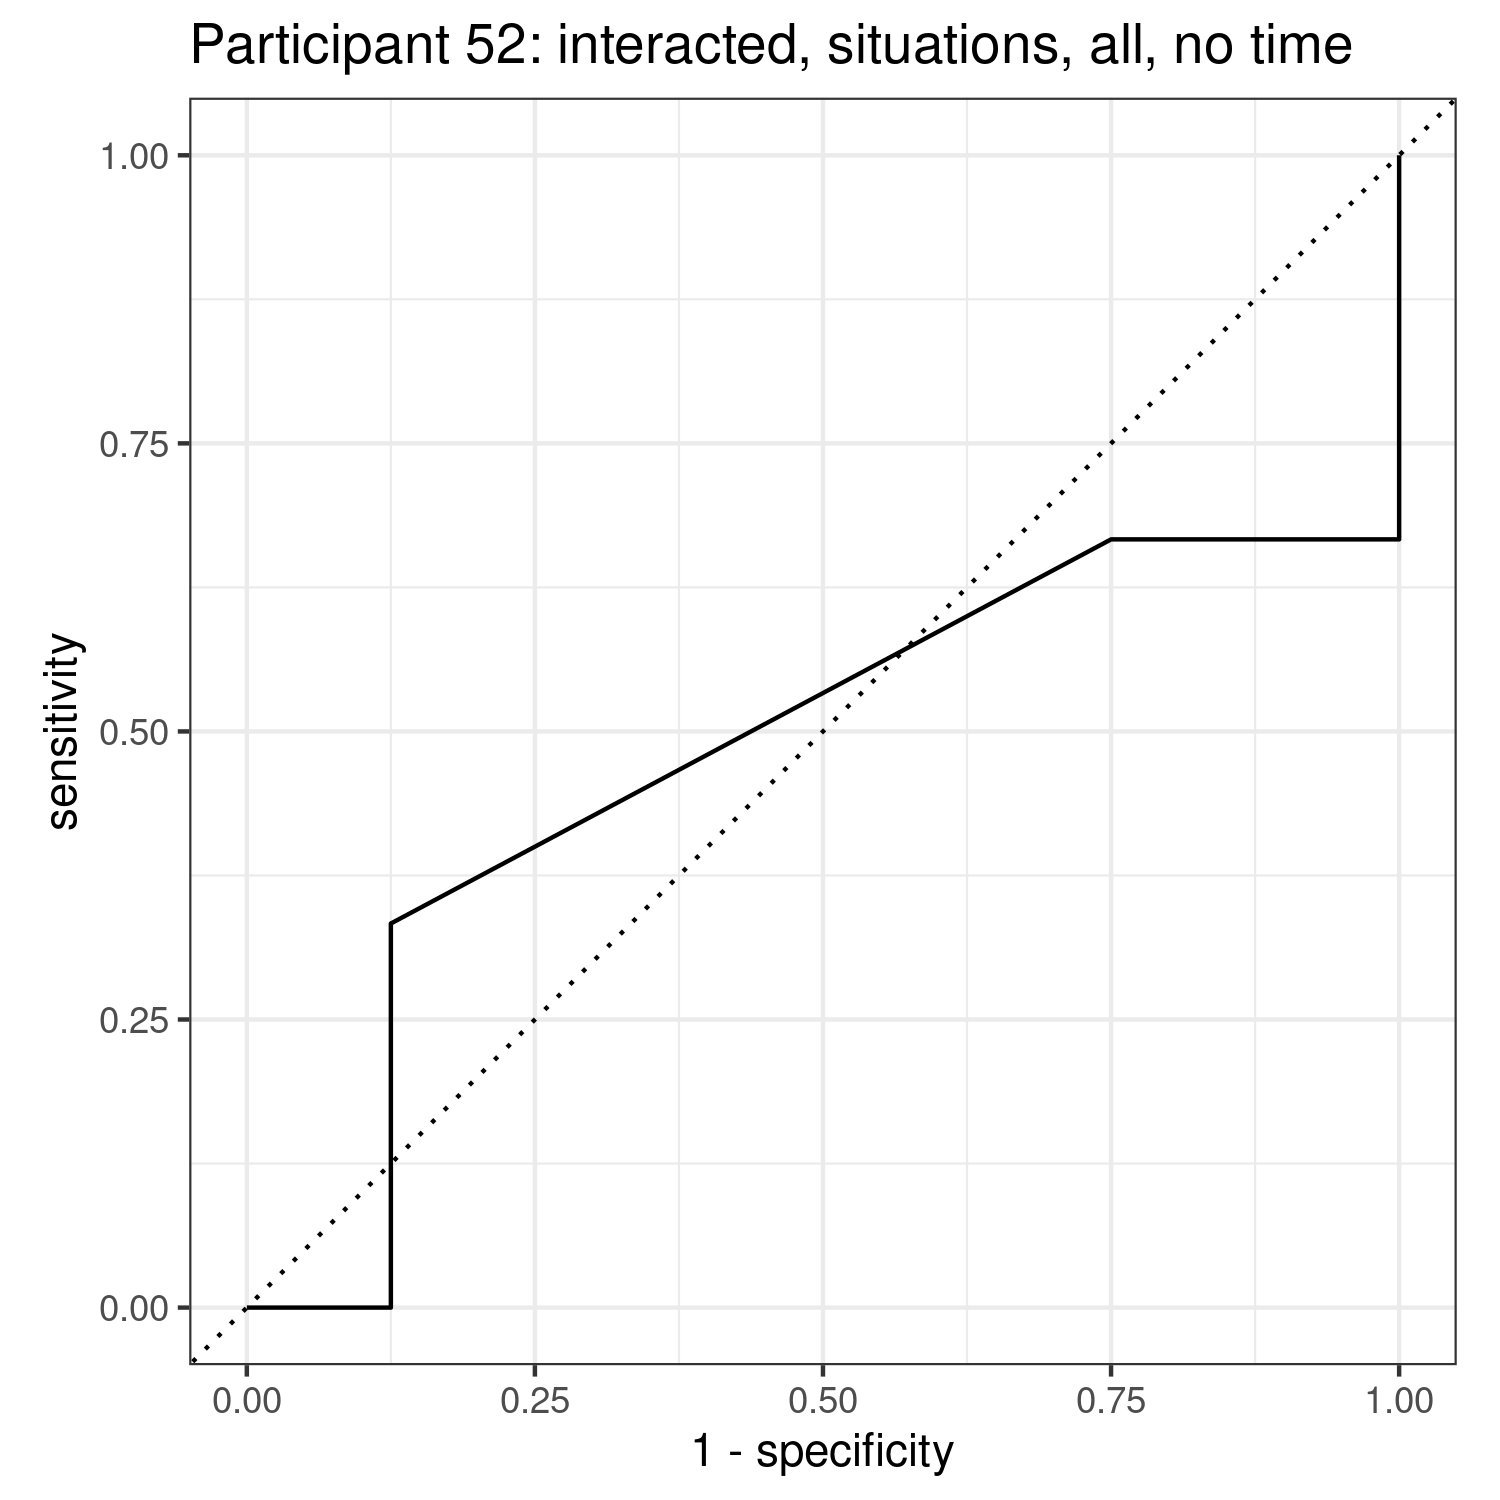 Participant 52: interacted, situations, all, no time
sensitivity
1.00
0.75
0.50
0.25
0.00
0.00 0.25 0.50 0.75 1.00
1 - specificity